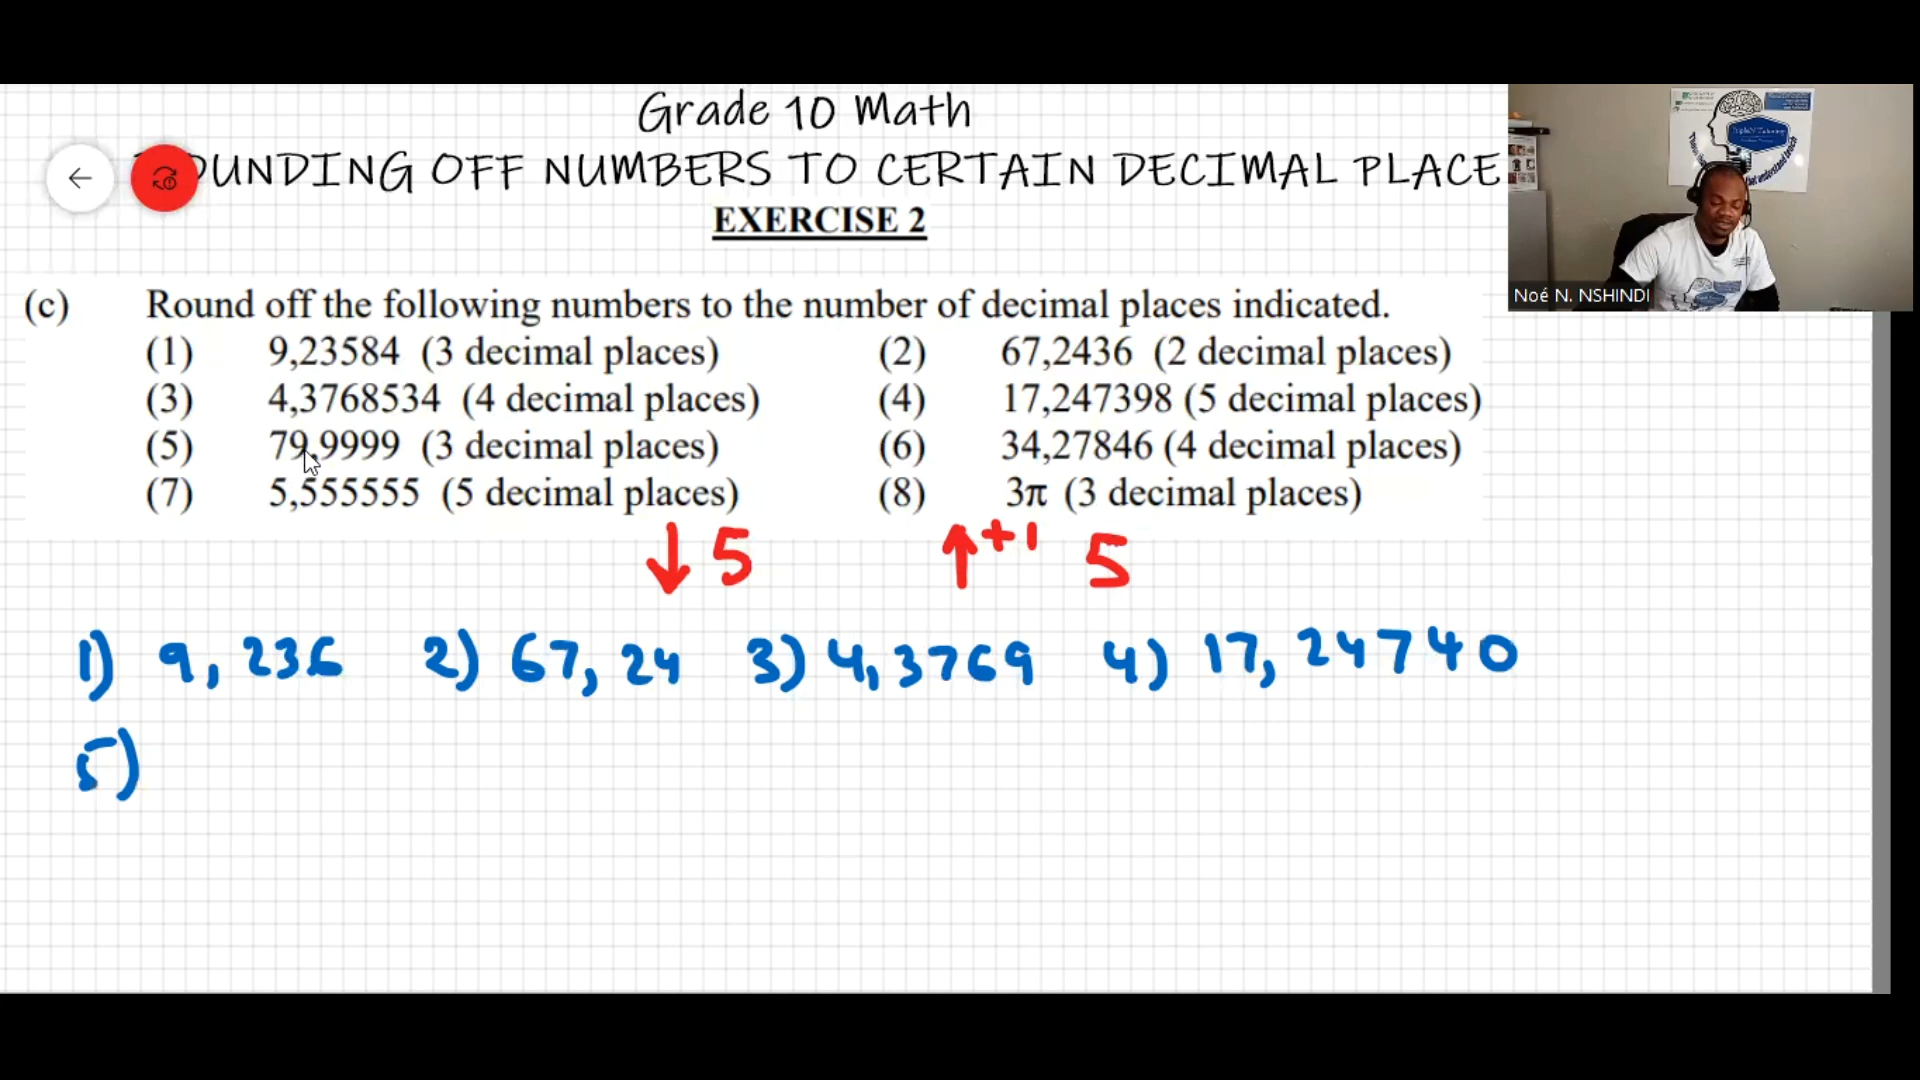 Grade 10 Math
OUNDING OFF NUMBERS TO CERTAIN DECIMAL PLACE
EXERCISE 2
(c) Round off the following numbers to the number of decimal places indicated.
(1) 9,23584 (3 decimal places) (2) 67,2436 (2 decimal places)
(3) 4,3768534 (4 decimal places) (4) 17,247398 (5 decimal places)
(5) 79,9999 (3 decimal places) (6) 34,27846 (4 decimal places)
(7) 5,555555 (5 decimal places) (8) 3π (3 decimal places)
↓ 5 ↑ +1 5
1) 9,236 2) 67,24 3) 4,3769 4) 17,24740
5)
Noé N. NSHINDI